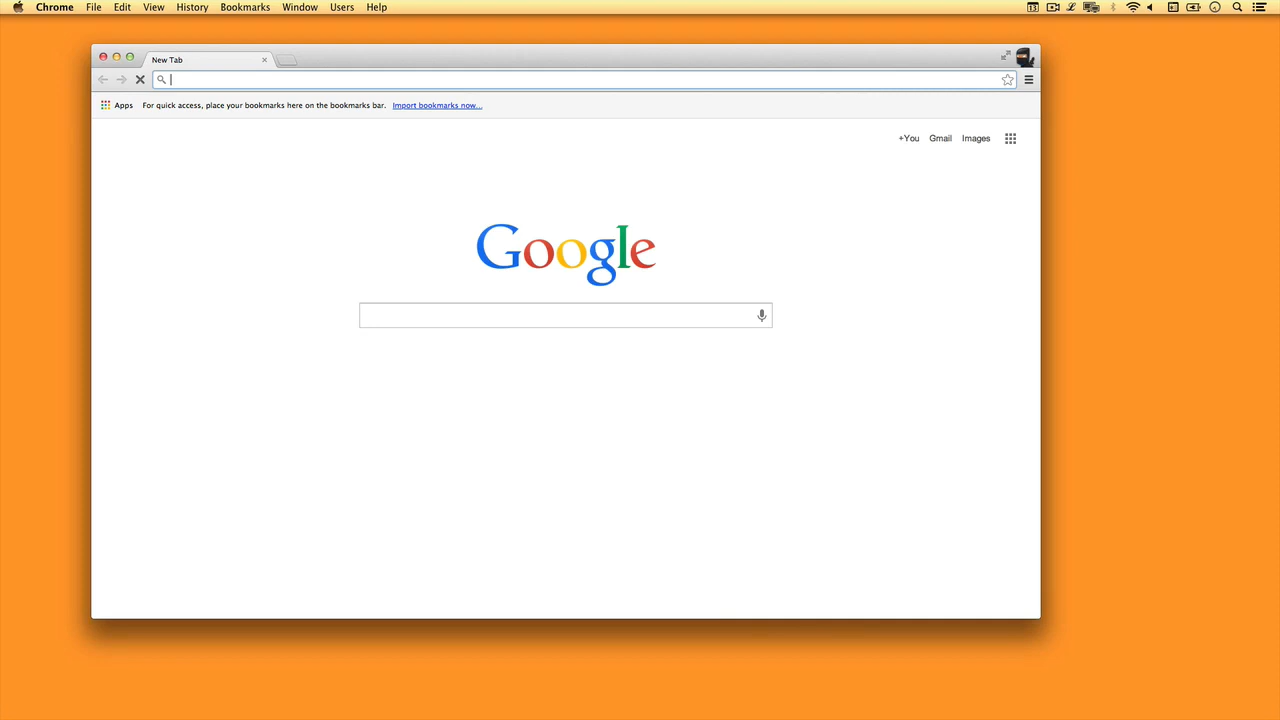 Chrome File Edit View History Bookmarks Window Users Help
New Tab
Apps For quick access, place your bookmarks here on the bookmarks bar. Import bookmarks now...
+You Gmail Images
Google